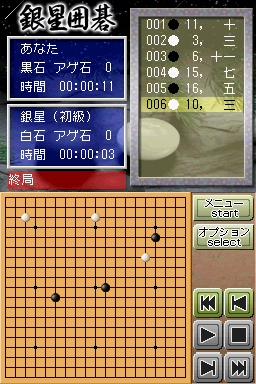 銀星囲碁
あなた
黒石 アゲ石 0
時間 00:00:11
銀星（初級）
白石 アゲ石 0
時間 00:00:03
終局
001 11, 十
002 3, 三
003 6, 十一
004 15, 七
005 16, 五
006 10, 三
メニュー
start
オプション
select